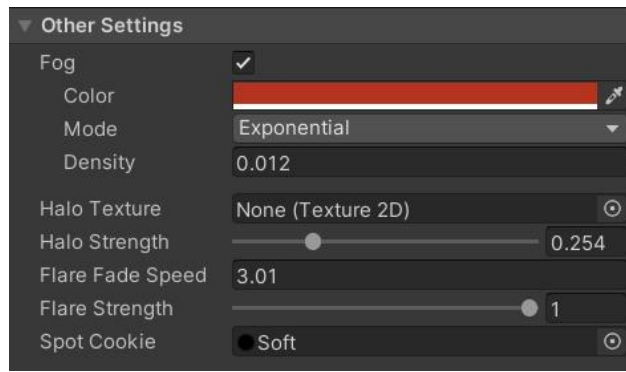 Other Settings
Fog
Color
Mode Exponential
Density 0.012
Halo Texture None (Texture 2D)
Halo Strength 0.254
Flare Fade Speed 3.01
Flare Strength 1
Spot Cookie Soft